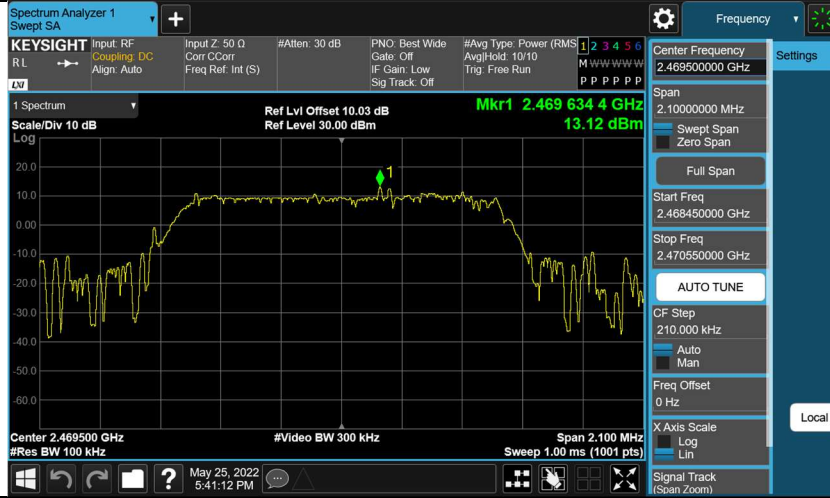 Spectrum Analyzer 1
Swept SA
Frequency
KEYSIGHT
R L
LXI
Input: RF
Coupling: DC
Align: Auto
Input Z: 50 Ω
Corr CCorr
Freq Ref: Int (S)
#Atten: 30 dB
PNO: Best Wide
Gate: Off
IF Gain: Low
Sig Track: Off
#Avg Type: Power (RMS
Avg|Hold: 10/10
Trig: Free Run
1 2 3 4 5 6
M W W W W W
P P P P P P
1 Spectrum
Scale/Div 10 dB
Log
Ref Lvl Offset 10.03 dB
Ref Level 30.00 dBm
Mkr1 2.469 634 4 GHz
13.12 dBm
1
20.0
10.0
0.00
-10.0
-20.0
-30.0
-40.0
-50.0
-60.0
Center 2.469500 GHz
#Res BW 100 kHz
#Video BW 300 kHz
Span 2.100 MHz
Sweep 1.00 ms (1001 pts)
May 25, 2022
5:41:12 PM
Center Frequency
2.469500000 GHz
Span
2.10000000 MHz
Swept Span
Zero Span
Full Span
Start Freq
2.468450000 GHz
Stop Freq
2.470550000 GHz
AUTO TUNE
CF Step
210.000 kHz
Auto
Man
Freq Offset
0 Hz
X Axis Scale
Log
Lin
Signal Track
(Span Zoom)
Settings
Local